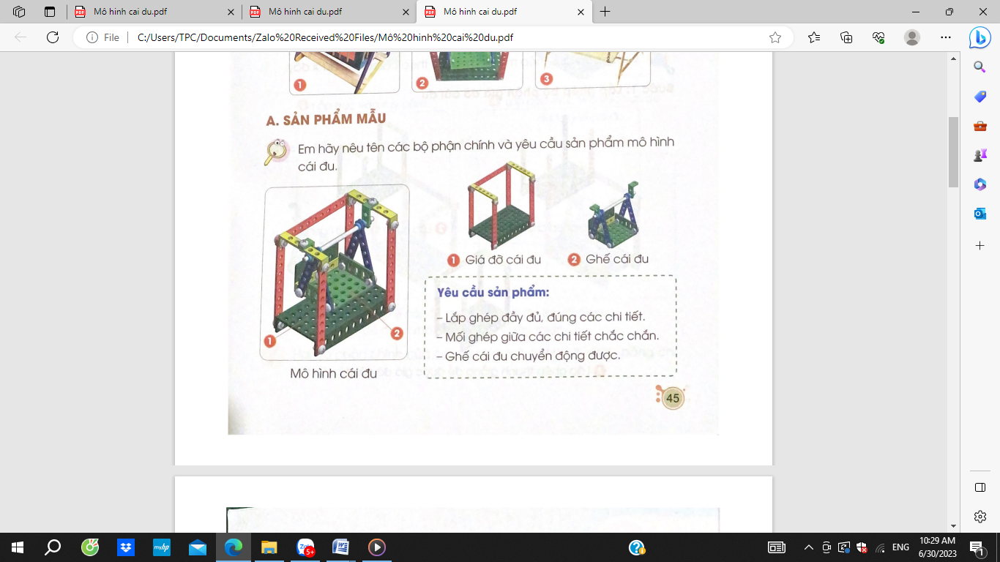 Mô hinh cai du.pdf
Mô hinh cai du.pdf
Mô hinh cai du.pdf
File
C:/Users/TPC/Documents/Zalo%20Received%20Files/Mô%20hinh%20cai%20du.pdf
1
2
3
A. SẢN PHẨM MẪU
Em hãy nêu tên các bộ phận chính và yêu cầu sản phẩm mô hình
cái đu.
1
2
Mô hình cái đu
1 Giá đỡ cái đu
2 Ghế cái đu
Yêu cầu sản phẩm:
– Lắp ghép đầy đủ, đúng các chi tiết.
– Mối ghép giữa các chi tiết chắc chắn.
– Ghế cái đu chuyển động được.
45
5+
ENG
10:29 AM
6/30/2023
1